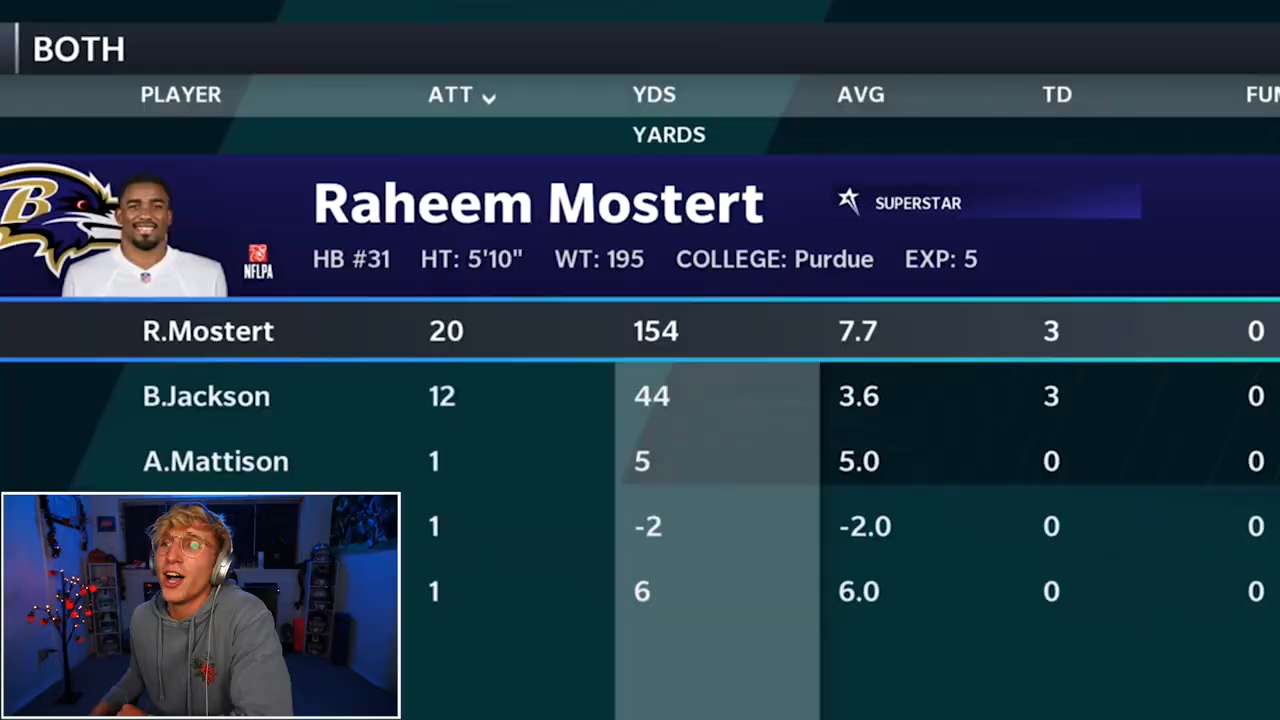 BOTH
PLAYER ATT YDS AVG TD FUM
YARDS
B
Raheem Mostert SUPERSTAR
NFLPA
HB #31 HT: 5'10" WT: 195 COLLEGE: Purdue EXP: 5
R.Mostert 20 154 7.7 3 0
B.Jackson 12 44 3.6 3 0
A.Mattison 1 5 5.0 0 0
1 -2 -2.0 0 0
1 6 6.0 0 0